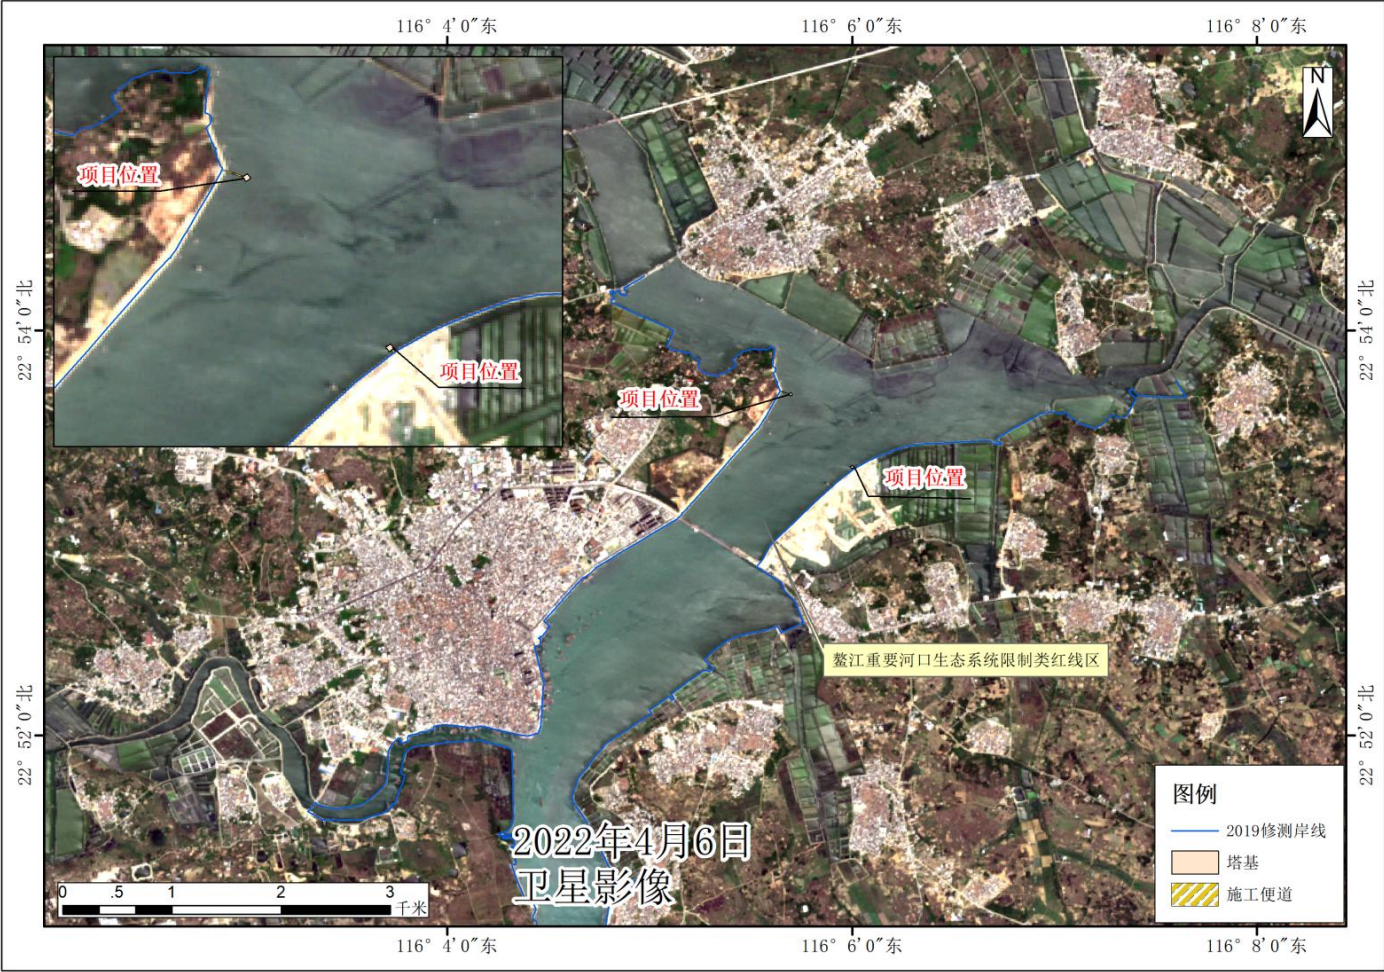 116° 4′0″东
116° 6′0″东
116° 8′0″东
N
项目位置
项目位置
项目位置
项目位置
22° 54′0″北
22° 54′0″北
鳌江重要河口生态系统限制类红线区
22° 52′0″北
22° 52′0″北
2022年4月6日
卫星影像
图例
2019修测岸线
塔基
施工便道
0 .5 1 2 3
千米
116° 4′0″东
116° 6′0″东
116° 8′0″东